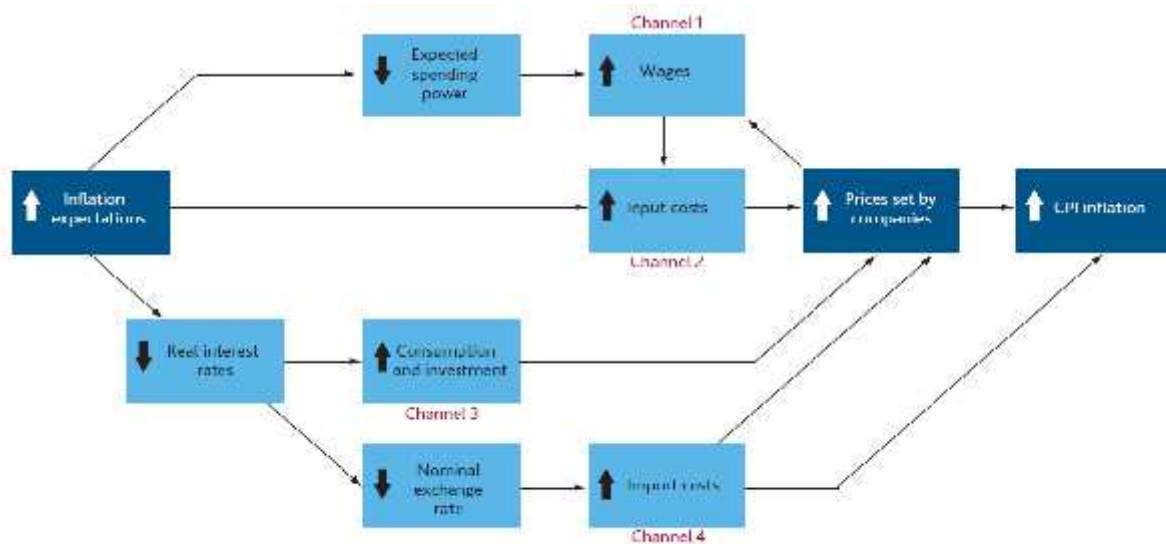 Channel 1
Expected
spending
power
Wages
Inflation
expectations
Input costs
Prices set by
companies
CPI inflation
Channel 2
Real interest
rates
Consumption
and investment
Channel 3
Nominal
exchange
rate
Import costs
Channel 4